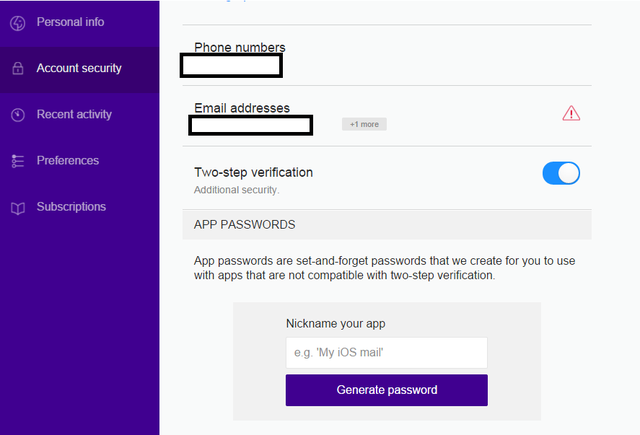 Personal info
Account security
Recent activity
Preferences
Subscriptions
Phone numbers
Email addresses
+1 more
Two-step verification
Additional security.
APP PASSWORDS
App passwords are set-and-forget passwords that we create for you to use
with apps that are not compatible with two-step verification.
Nickname your app
e.g. 'My iOS mail'
Generate password